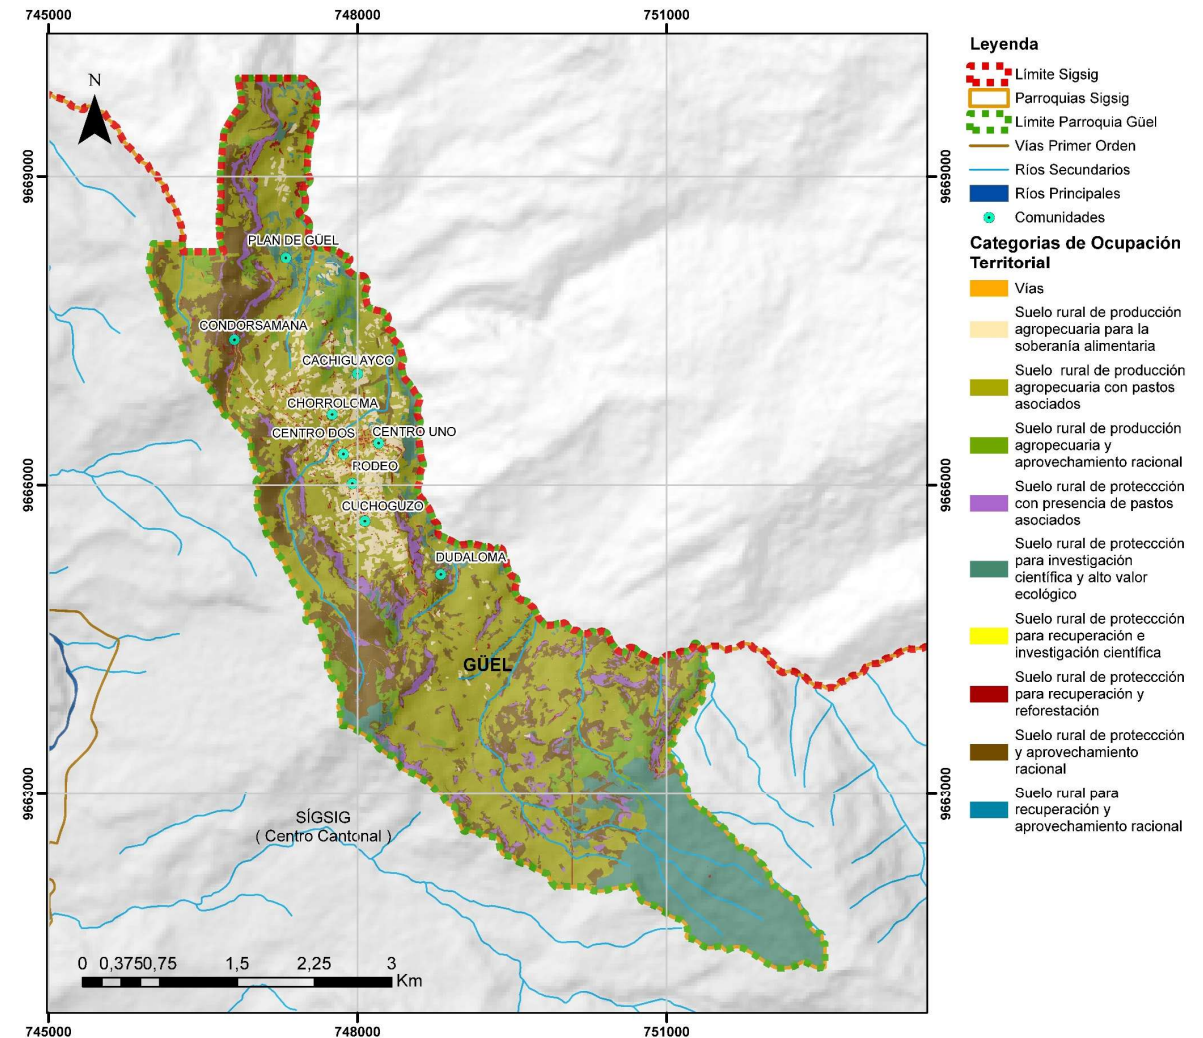 745000 748000 751000
N
9669000 9669000
9666000 9666000
9663000 9663000
PLAN DE GÜEL
CONDORSAMANA
CACHIGUAYCO
CHORROLOMA
CENTRO DOS CENTRO UNO
RODEO
CUCHOGUZO
DUDALOMA
GÜEL
SÍGSIG
( Centro Cantonal )
0 0,3750,75 1,5 2,25 3
Km
745000 748000 751000
Leyenda
Límite Sigsig
Parroquias Sigsig
Límite Parroquia Güel
Vías Primer Orden
Ríos Secundarios
Ríos Principales
Comunidades
Categorias de Ocupación
Territorial
Vías
Suelo rural de producción
agropecuaria para la
soberanía alimentaria
Suelo rural de producción
agropecuaria con pastos
asociados
Suelo rural de producción
agropecuaria y
aprovechamiento racional
Suelo rural de proteccción
con presencia de pastos
asociados
Suelo rural de proteccción
para investigación
científica y alto valor
ecológico
Suelo rural de proteccción
para recuperación e
investigación científica
Suelo rural de proteccción
para recuperación y
reforestación
Suelo rural de proteccción
y aprovechamiento
racional
Suelo rural para
recuperación y
aprovechamiento racional